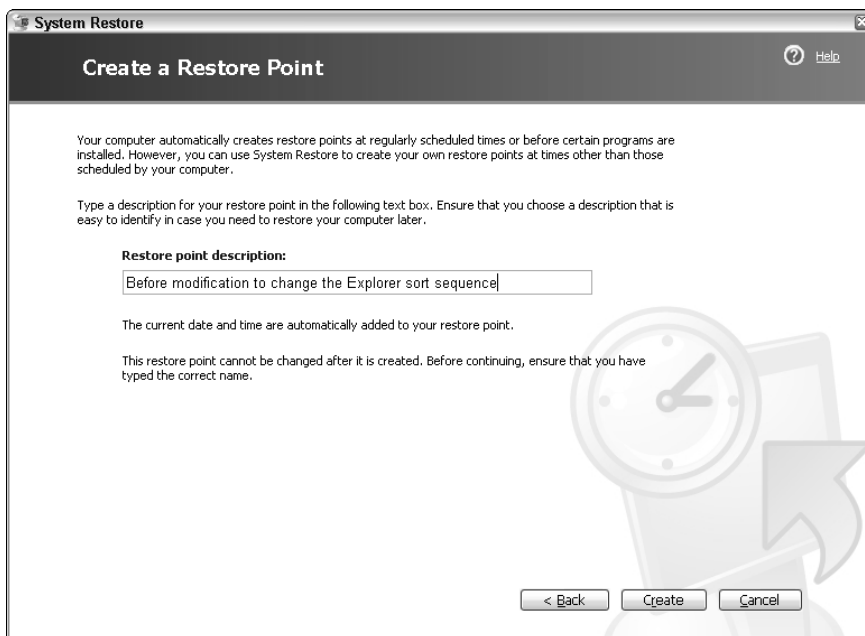 System Restore
Create a Restore Point
Help
Your computer automatically creates restore points at regularly scheduled times or before certain programs are
installed. However, you can use System Restore to create your own restore points at times other than those
scheduled by your computer.
Type a description for your restore point in the following text box. Ensure that you choose a description that is
easy to identify in case you need to restore your computer later.
Restore point description:
Before modification to change the Explorer sort sequence
The current date and time are automatically added to your restore point.
This restore point cannot be changed after it is created. Before continuing, ensure that you have
typed the correct name.
< Back Create Cancel